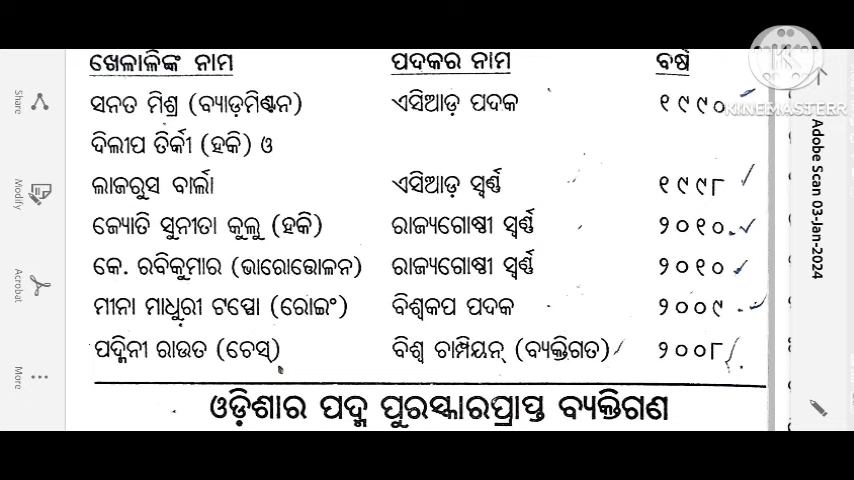 ଖେଳାଳିଙ୍କ ନାମ ପଦକର ନାମ ବର୍ଷ
ସନତ ମିଶ୍ର (ବ୍ୟାଡ଼ମିଣ୍ଟନ) ଏସିଆଡ଼ ପଦକ ୧୯୯୦
ଦିଲୀପ ତିର୍କୀ (ହକି) ଓ
ଲାଜରୁସ ବାର୍ଲା ଏସିଆଡ଼ ସ୍ୱର୍ଣ୍ଣ ୧୯୯୮
ଜ୍ୟୋତି ସୁନୀତା କୁଲୁ (ହକି) ରାଜ୍ୟଗୋଷ୍ଠୀ ସ୍ୱର୍ଣ୍ଣ ୨୦୧୦
କେ. ରବିକୁମାର (ଭାରୋତ୍ତୋଳନ) ରାଜ୍ୟଗୋଷ୍ଠୀ ସ୍ୱର୍ଣ୍ଣ ୨୦୧୦
ମୀନା ମାଧୁରୀ ଟପ୍ପୋ (ରୋଇଂ) ବିଶ୍ୱକପ ପଦକ ୨୦୦୯
ପଦ୍ମିନୀ ରାଉତ (ଚେସ୍) ବିଶ୍ୱ ଚାମ୍ପିୟନ୍ (ବ୍ୟକ୍ତିଗତ) ୨୦୦୮
ଓଡ଼ିଶାର ପଦ୍ମ ପୁରସ୍କାରପ୍ରାପ୍ତ ବ୍ୟକ୍ତିଗଣ
Share
Modify
Acrobat
More
KINEMASTER
Adobe Scan 03-Jan-2024